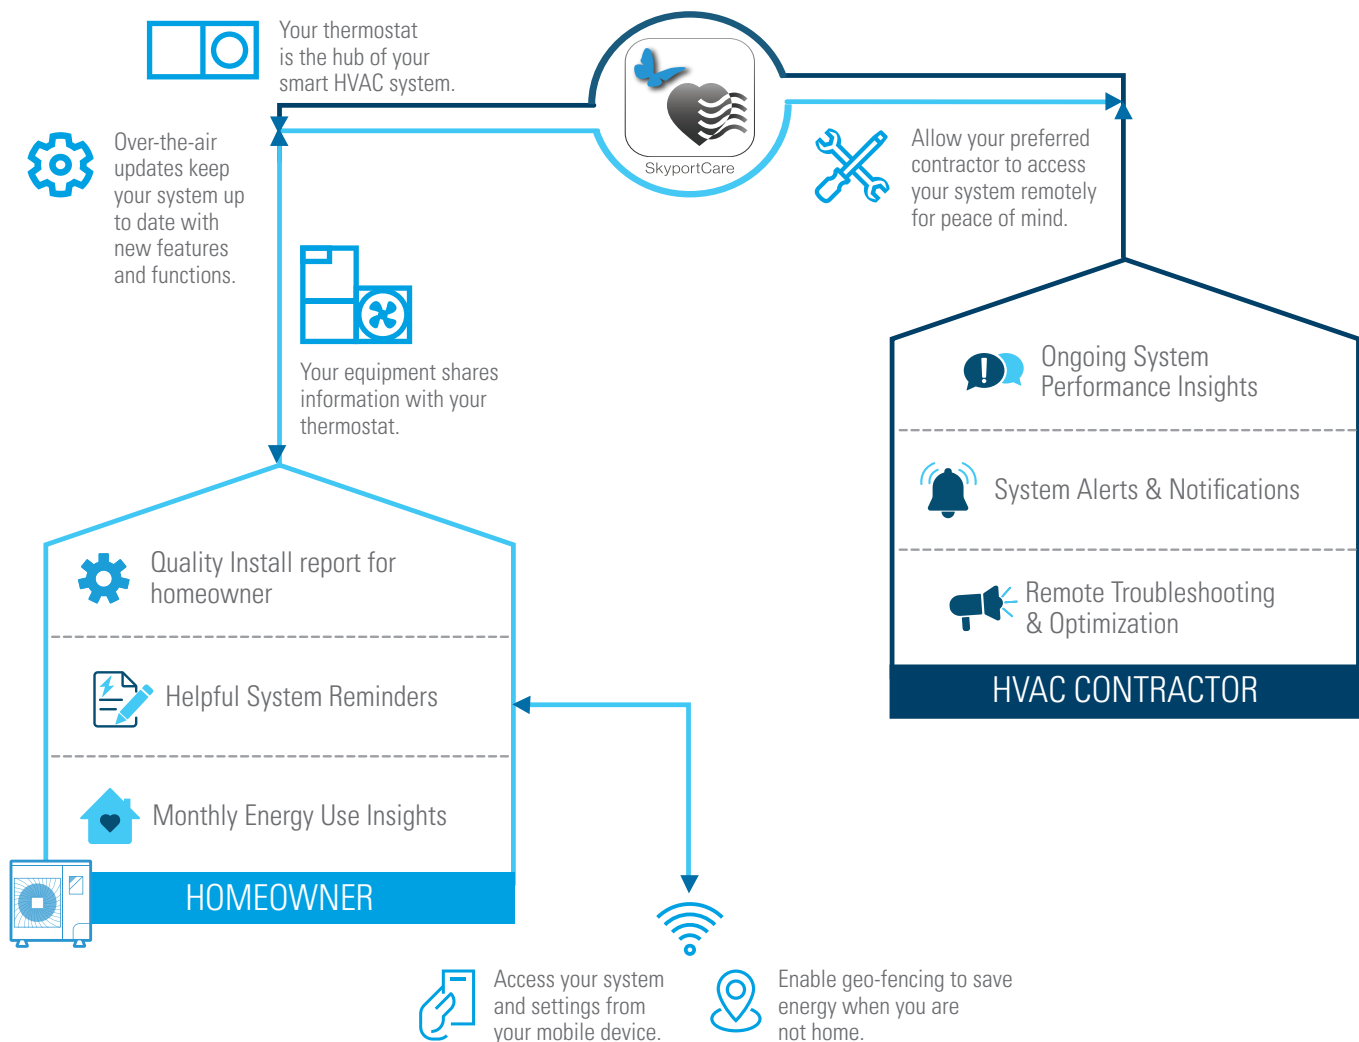 Your thermostat
is the hub of your
smart HVAC system.
Over-the-air
updates keep
your system up
to date with
new features
and functions.
SkyportCare
Allow your preferred
contractor to access
your system remotely
for peace of mind.
Your equipment shares
information with your
thermostat.
Ongoing System
Performance Insights
System Alerts & Notifications
Remote Troubleshooting
& Optimization
HVAC CONTRACTOR
Quality Install report for
homeowner
Helpful System Reminders
Monthly Energy Use Insights
HOMEOWNER
Access your system
and settings from
your mobile device.
Enable geo-fencing to save
energy when you are
not home.